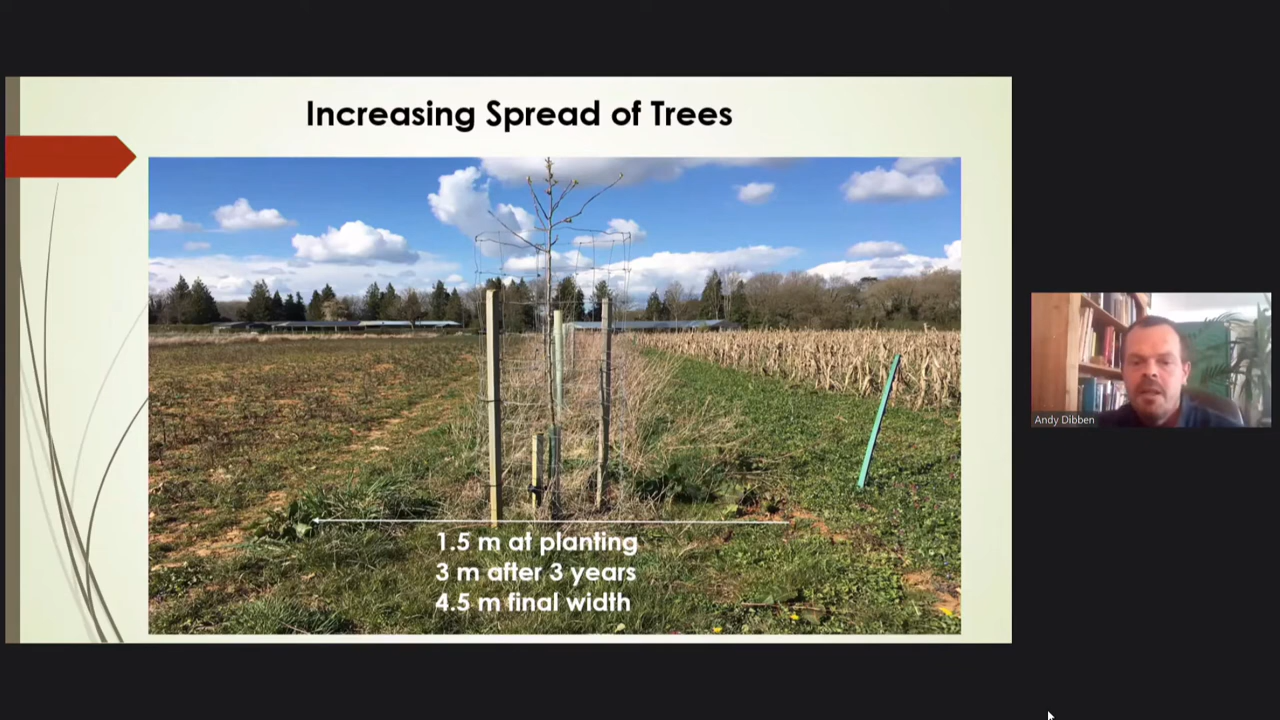 Increasing Spread of Trees
1.5 m at planting
3 m after 3 years
4.5 m final width
Andy Dibben